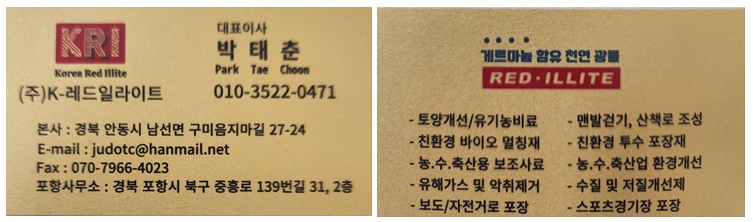 KRI
Korea Red Illite
(주)K-레드일라이트
대표이사
박 태 춘
Park Tae Choon
010-3522-0471
본사 : 경북 안동시 남선면 구미음지마길 27-24
E-mail : judotc@hanmail.net
Fax : 070-7966-4023
포항사무소 : 경북 포항시 북구 중흥로 139번길 31, 2층
게르마늄 함유 천연 광물
RED·ILLITE
- 토양개선/유기농비료
- 친환경 바이오 멀칭재
- 농.수.축산용 보조사료
- 유해가스 및 악취제거
- 보도/자전거로 포장
- 맨발걷기, 산책로 조성
- 친환경 투수 포장재
- 농.수.축산업 환경개선
- 수질 및 저질개선제
- 스포츠경기장 포장